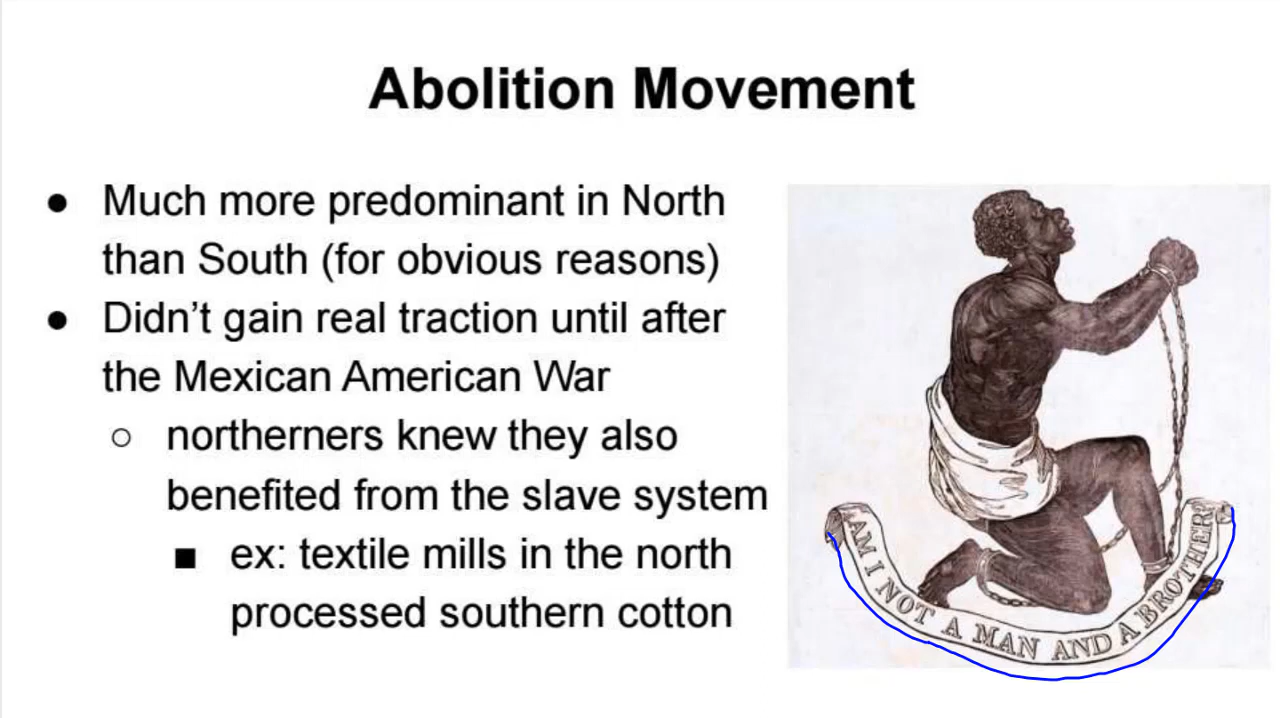 Abolition Movement
● Much more predominant in North
than South (for obvious reasons)
● Didn’t gain real traction until after
the Mexican American War
○ northerners knew they also
benefited from the slave system
■ ex: textile mills in the north
processed southern cotton
AM I NOT A MAN AND A BROTHER?